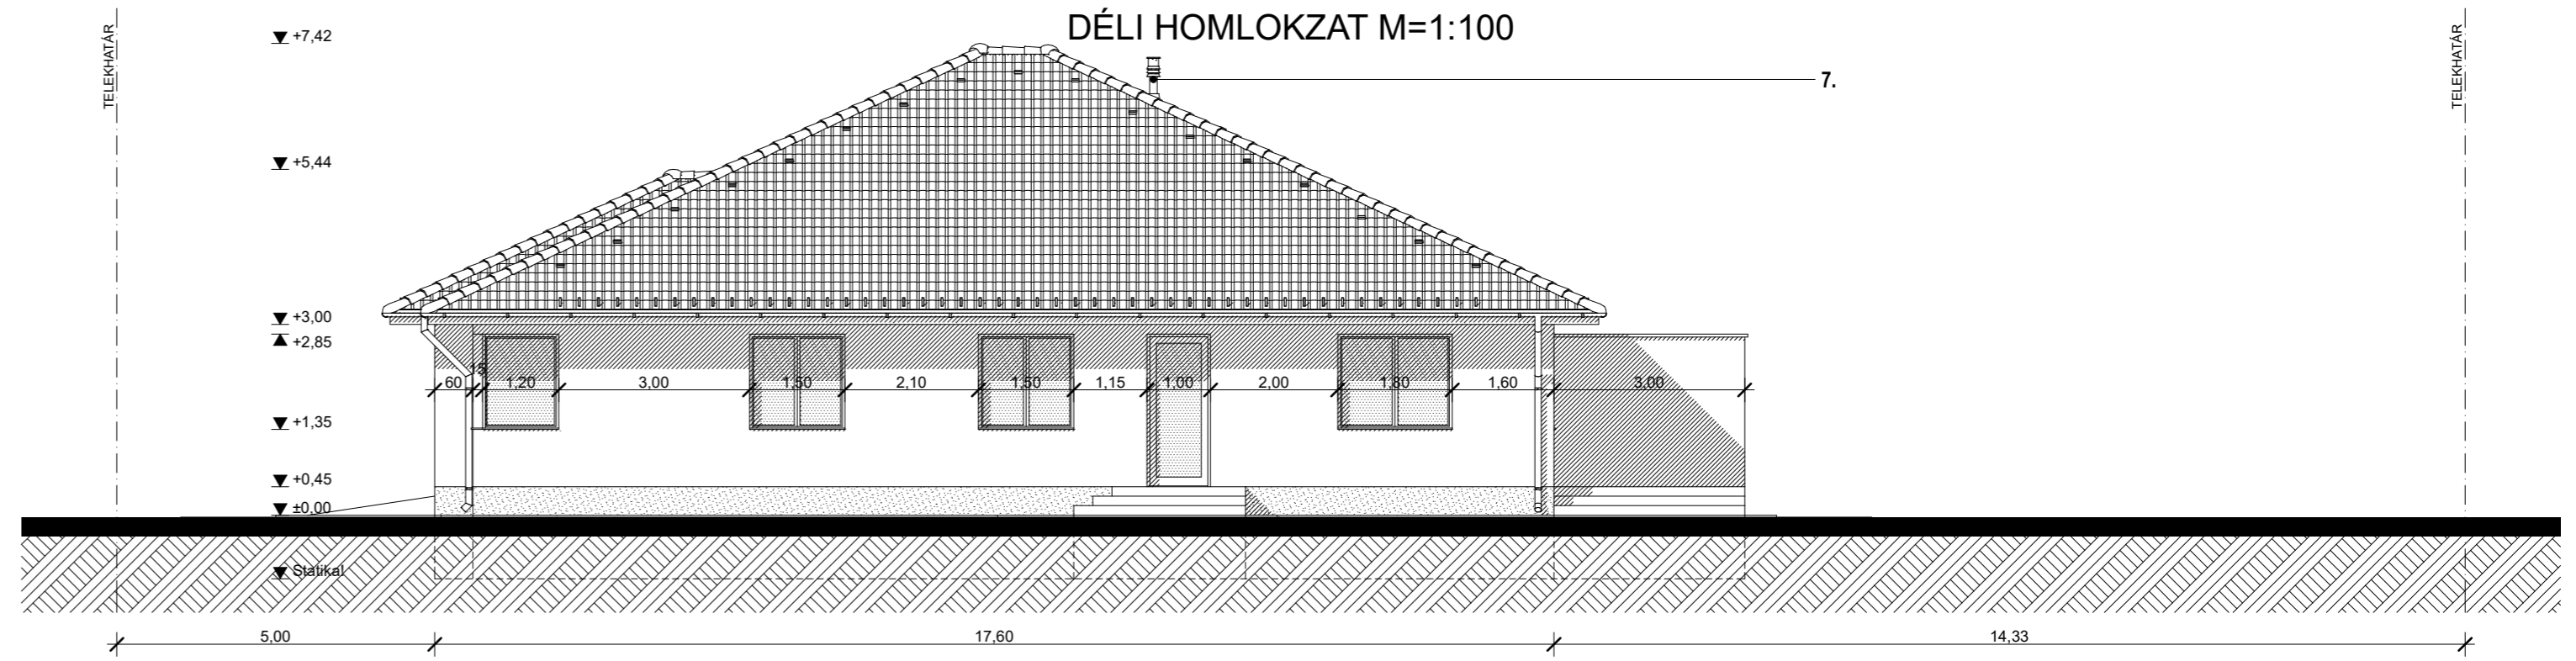 DÉLI HOMLOKZAT M=1:100
TELEKHATÁR
TELEKHATÁR
+7,42
7.
+5,44
+3,00
+2,85
60 15 1,20 3,00 1,50 2,10 1,50 1,15 1,00 2,00 1,80 1,60 3,00
+1,35
+0,45
±0,00
Statika!
5,00 17,60 14,33